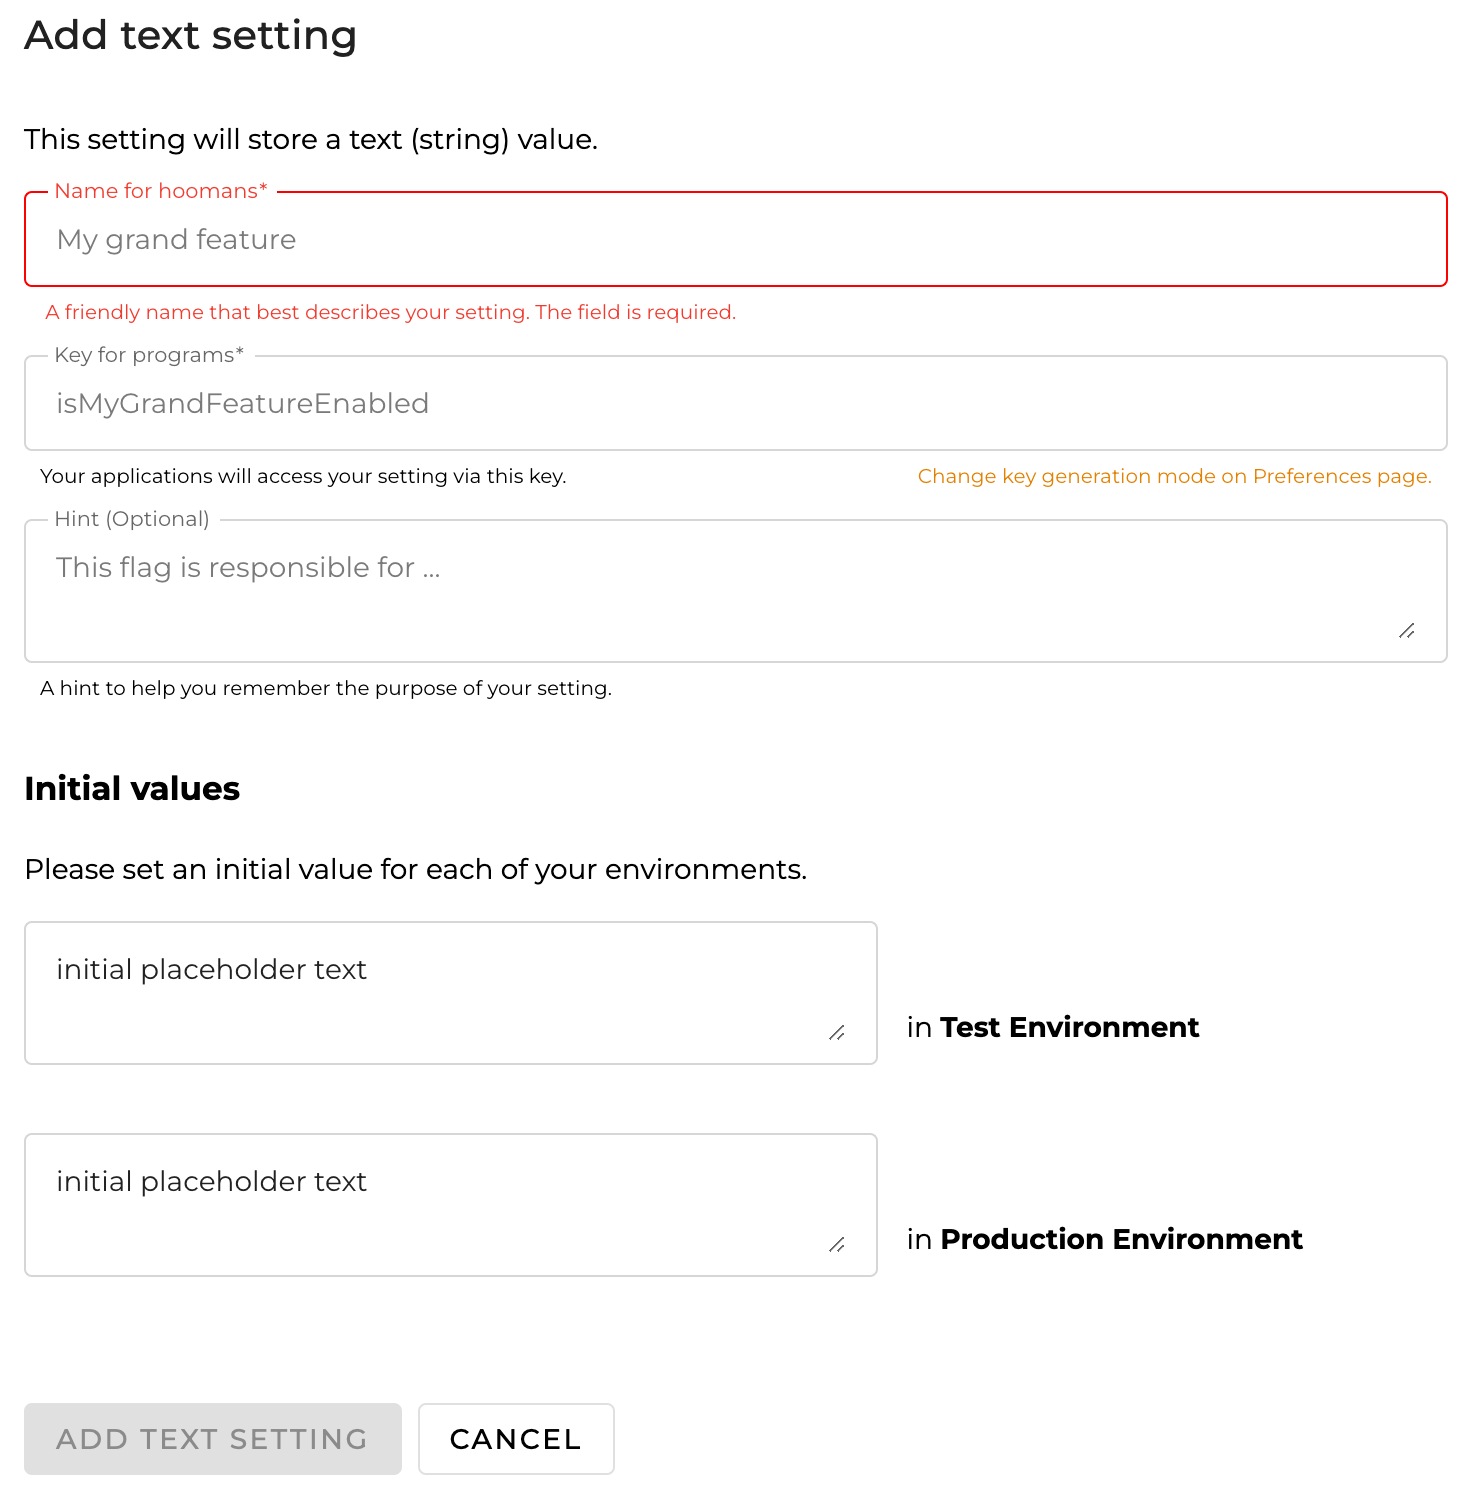 Add text setting
This setting will store a text (string) value.
Name for hoomans*
My grand feature
A friendly name that best describes your setting. The field is required.
Key for programs*
isMyGrandFeatureEnabled
Your applications will access your setting via this key.
Change key generation mode on Preferences page.
Hint (Optional)
This flag is responsible for ...
A hint to help you remember the purpose of your setting.
Initial values
Please set an initial value for each of your environments.
initial placeholder text
in Test Environment
initial placeholder text
in Production Environment
ADD TEXT SETTING
CANCEL